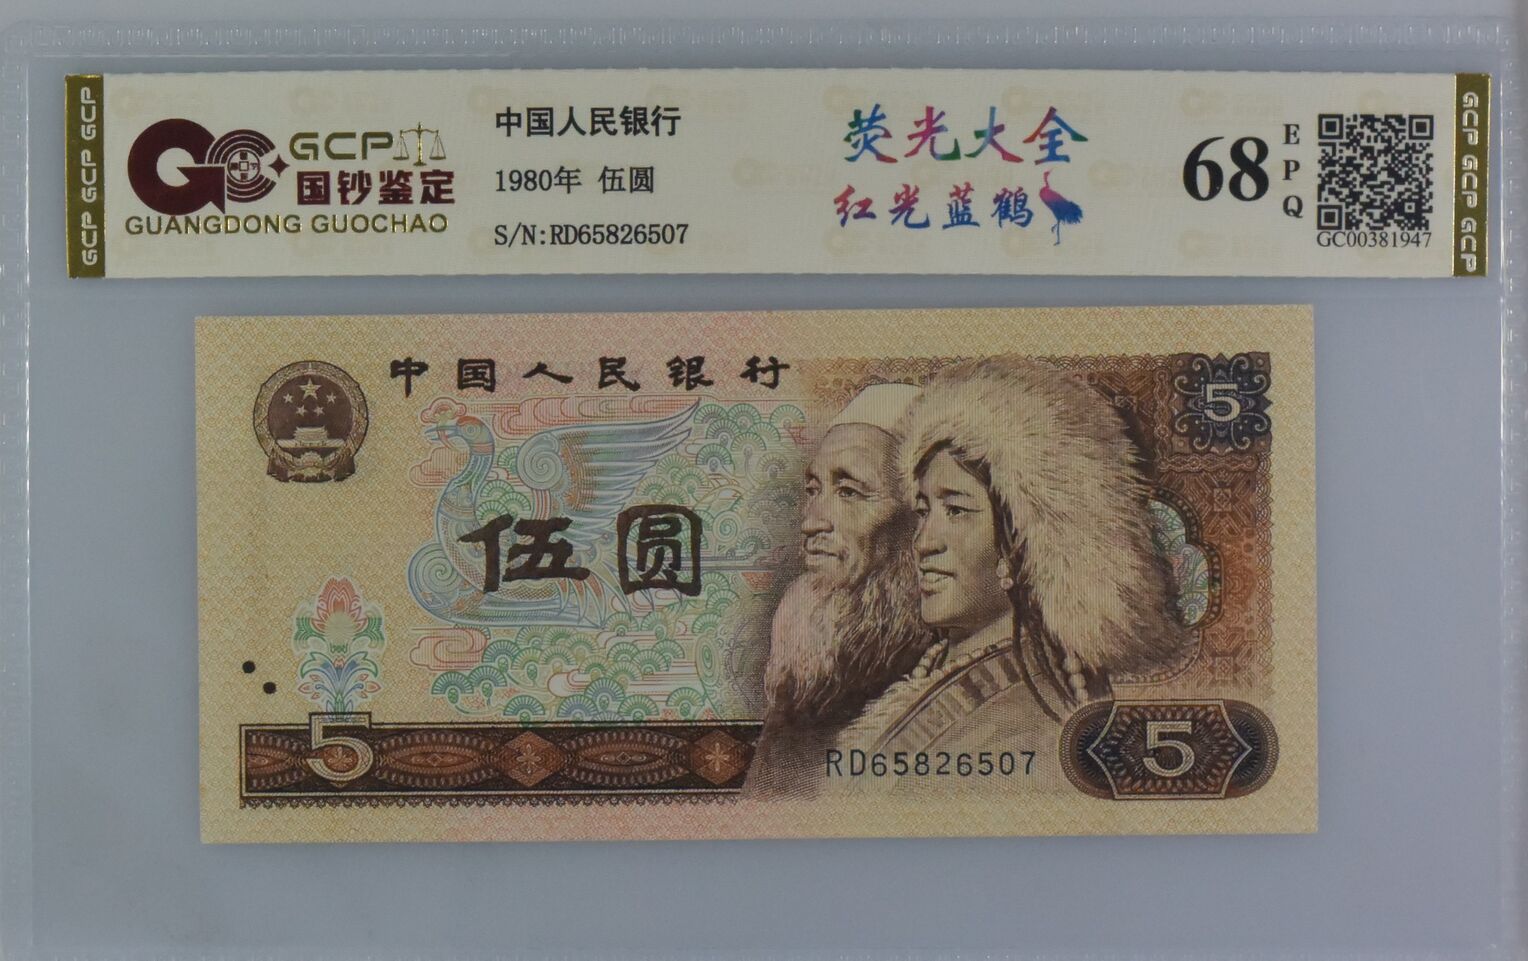 GCP GCP GCP
GCP
国钞鉴定
GUANGDONG GUOCHAO
中国人民银行
1980年 伍圆
S/N:RD65826507
荧光大全
红光蓝鹤
68
EPQ
GC00381947
GCP GCP GCP
中国人民银行
5
伍圆
5
RD65826507
5